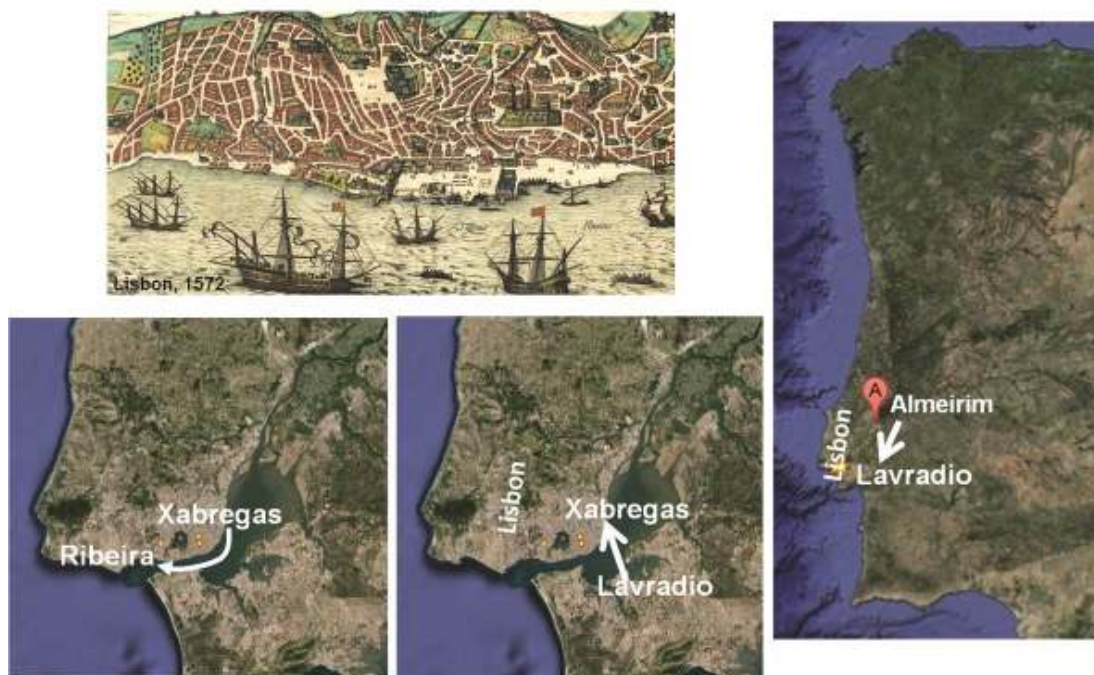 Lisbon, 1572
Xabregas
Ribeira
Lisbon
Xabregas
Lavradio
A
Almeirim
Lisbon
Lavradio